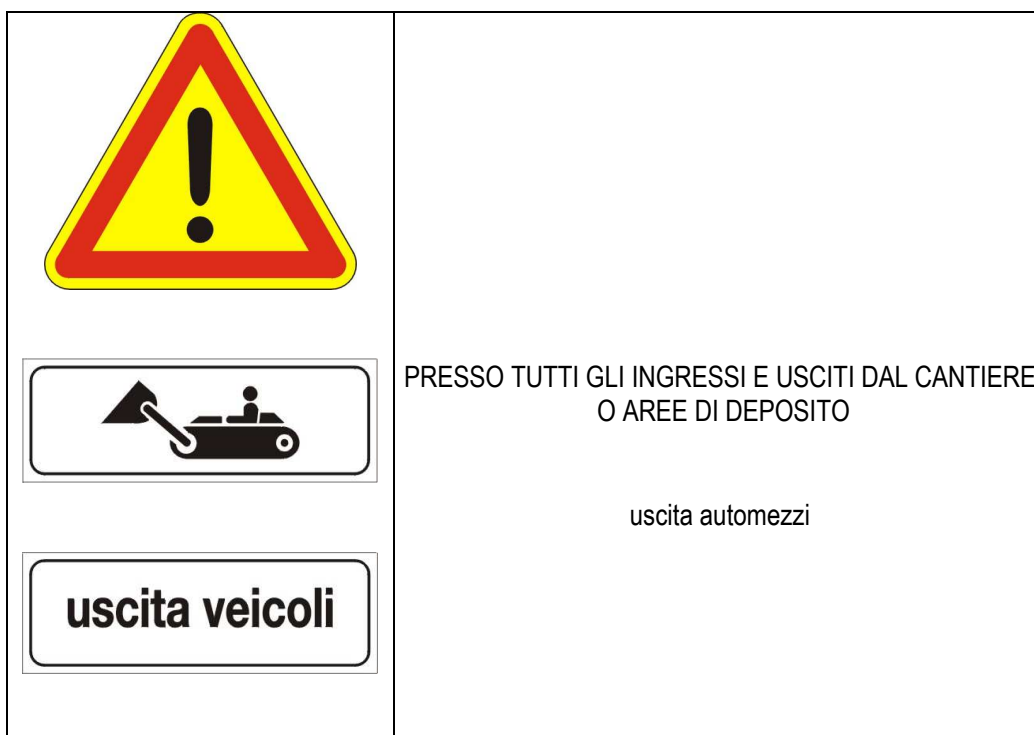 PRESSO TUTTI GLI INGRESSI E USCITI DAL CANTIERE
O AREE DI DEPOSITO
uscita automezzi
uscita veicoli